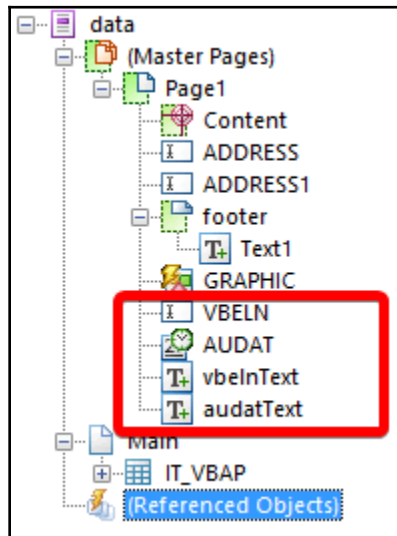 data
(Master Pages)
Page1
Content
ADDRESS
ADDRESS1
footer
Text1
GRAPHIC
VBELN
AUDAT
vbelnText
audatText
Main
IT_VBAP
(Referenced Objects)